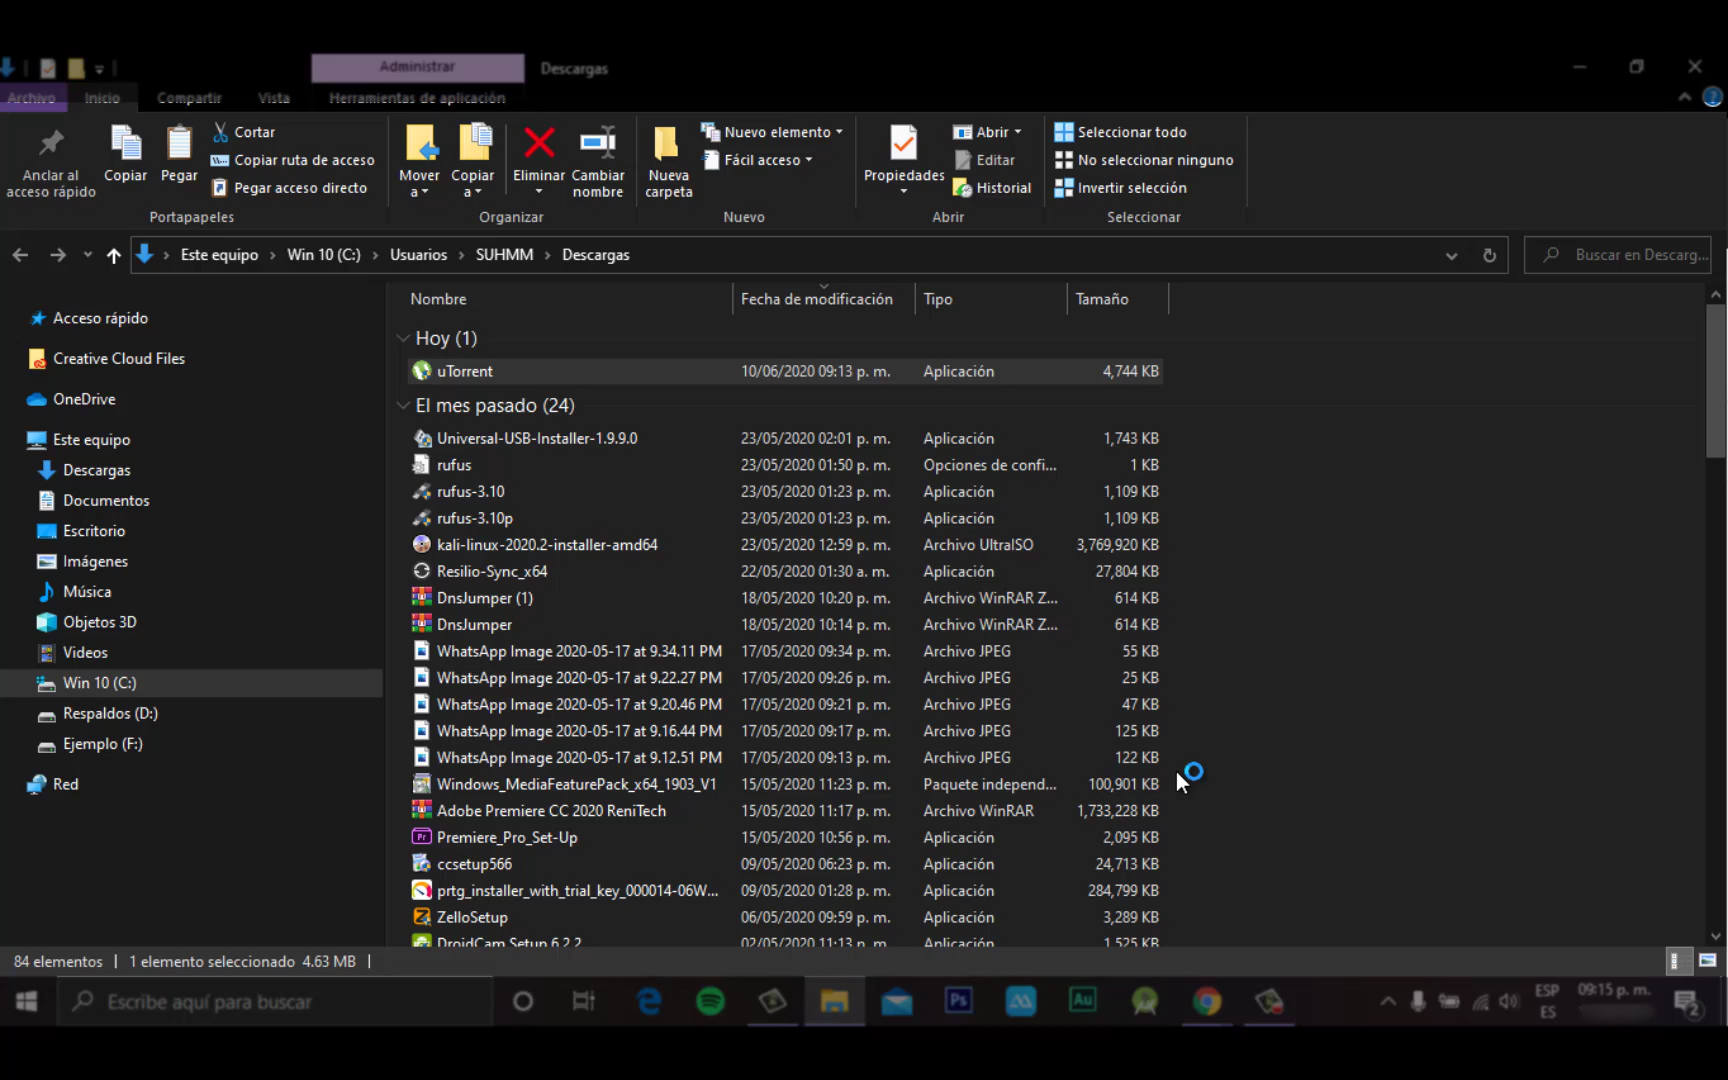 Administrar
Descargas
Archivo
Inicio
Compartir
Vista
Herramientas de aplicación
Anclar al
acceso rápido
Copiar
Pegar
Cortar
Copiar ruta de acceso
Pegar acceso directo
Portapapeles
Mover
a
Copiar
a
Eliminar
Cambiar
nombre
Organizar
Nueva
carpeta
Nuevo elemento
Fácil acceso
Nuevo
Propiedades
Abrir
Editar
Historial
Abrir
Seleccionar todo
No seleccionar ninguno
Invertir selección
Seleccionar
Este equipo > Win 10 (C:) > Usuarios > SUHMM > Descargas
Buscar en Descarg...
Acceso rápido
Creative Cloud Files
OneDrive
Este equipo
Descargas
Documentos
Escritorio
Imágenes
Música
Objetos 3D
Videos
Win 10 (C:)
Respaldos (D:)
Ejemplo (F:)
Red
Nombre Fecha de modificación Tipo Tamaño
Hoy (1)
uTorrent 10/06/2020 09:13 p. m. Aplicación 4,744 KB
El mes pasado (24)
Universal-USB-Installer-1.9.9.0 23/05/2020 02:01 p. m. Aplicación 1,743 KB
rufus 23/05/2020 01:50 p. m. Opciones de confi... 1 KB
rufus-3.10 23/05/2020 01:23 p. m. Aplicación 1,109 KB
rufus-3.10p 23/05/2020 01:23 p. m. Aplicación 1,109 KB
kali-linux-2020.2-installer-amd64 23/05/2020 12:59 p. m. Archivo UltraISO 3,769,920 KB
Resilio-Sync_x64 22/05/2020 01:30 a. m. Aplicación 27,804 KB
DnsJumper (1) 18/05/2020 10:20 p. m. Archivo WinRAR Z... 614 KB
DnsJumper 18/05/2020 10:14 p. m. Archivo WinRAR Z... 614 KB
WhatsApp Image 2020-05-17 at 9.34.11 PM 17/05/2020 09:34 p. m. Archivo JPEG 55 KB
WhatsApp Image 2020-05-17 at 9.22.27 PM 17/05/2020 09:26 p. m. Archivo JPEG 25 KB
WhatsApp Image 2020-05-17 at 9.20.46 PM 17/05/2020 09:21 p. m. Archivo JPEG 47 KB
WhatsApp Image 2020-05-17 at 9.16.44 PM 17/05/2020 09:17 p. m. Archivo JPEG 125 KB
WhatsApp Image 2020-05-17 at 9.12.51 PM 17/05/2020 09:13 p. m. Archivo JPEG 122 KB
Windows_MediaFeaturePack_x64_1903_V1 15/05/2020 11:23 p. m. Paquete independ... 100,901 KB
Adobe Premiere CC 2020 ReniTech 15/05/2020 11:17 p. m. Archivo WinRAR 1,733,228 KB
Premiere_Pro_Set-Up 15/05/2020 10:56 p. m. Aplicación 2,095 KB
ccsetup566 09/05/2020 06:23 p. m. Aplicación 24,713 KB
prtg_installer_with_trial_key_000014-06W... 09/05/2020 01:28 p. m. Aplicación 284,799 KB
ZelloSetup 06/05/2020 09:59 p. m. Aplicación 3,289 KB
DroidCam Setup 6.2.2 02/05/2020 11:13 p. m. Aplicación 1,525 KB
84 elementos | 1 elemento seleccionado 4.63 MB |
Escribe aquí para buscar
Ps
Au
ESP
ES
09:15 p. m.
2